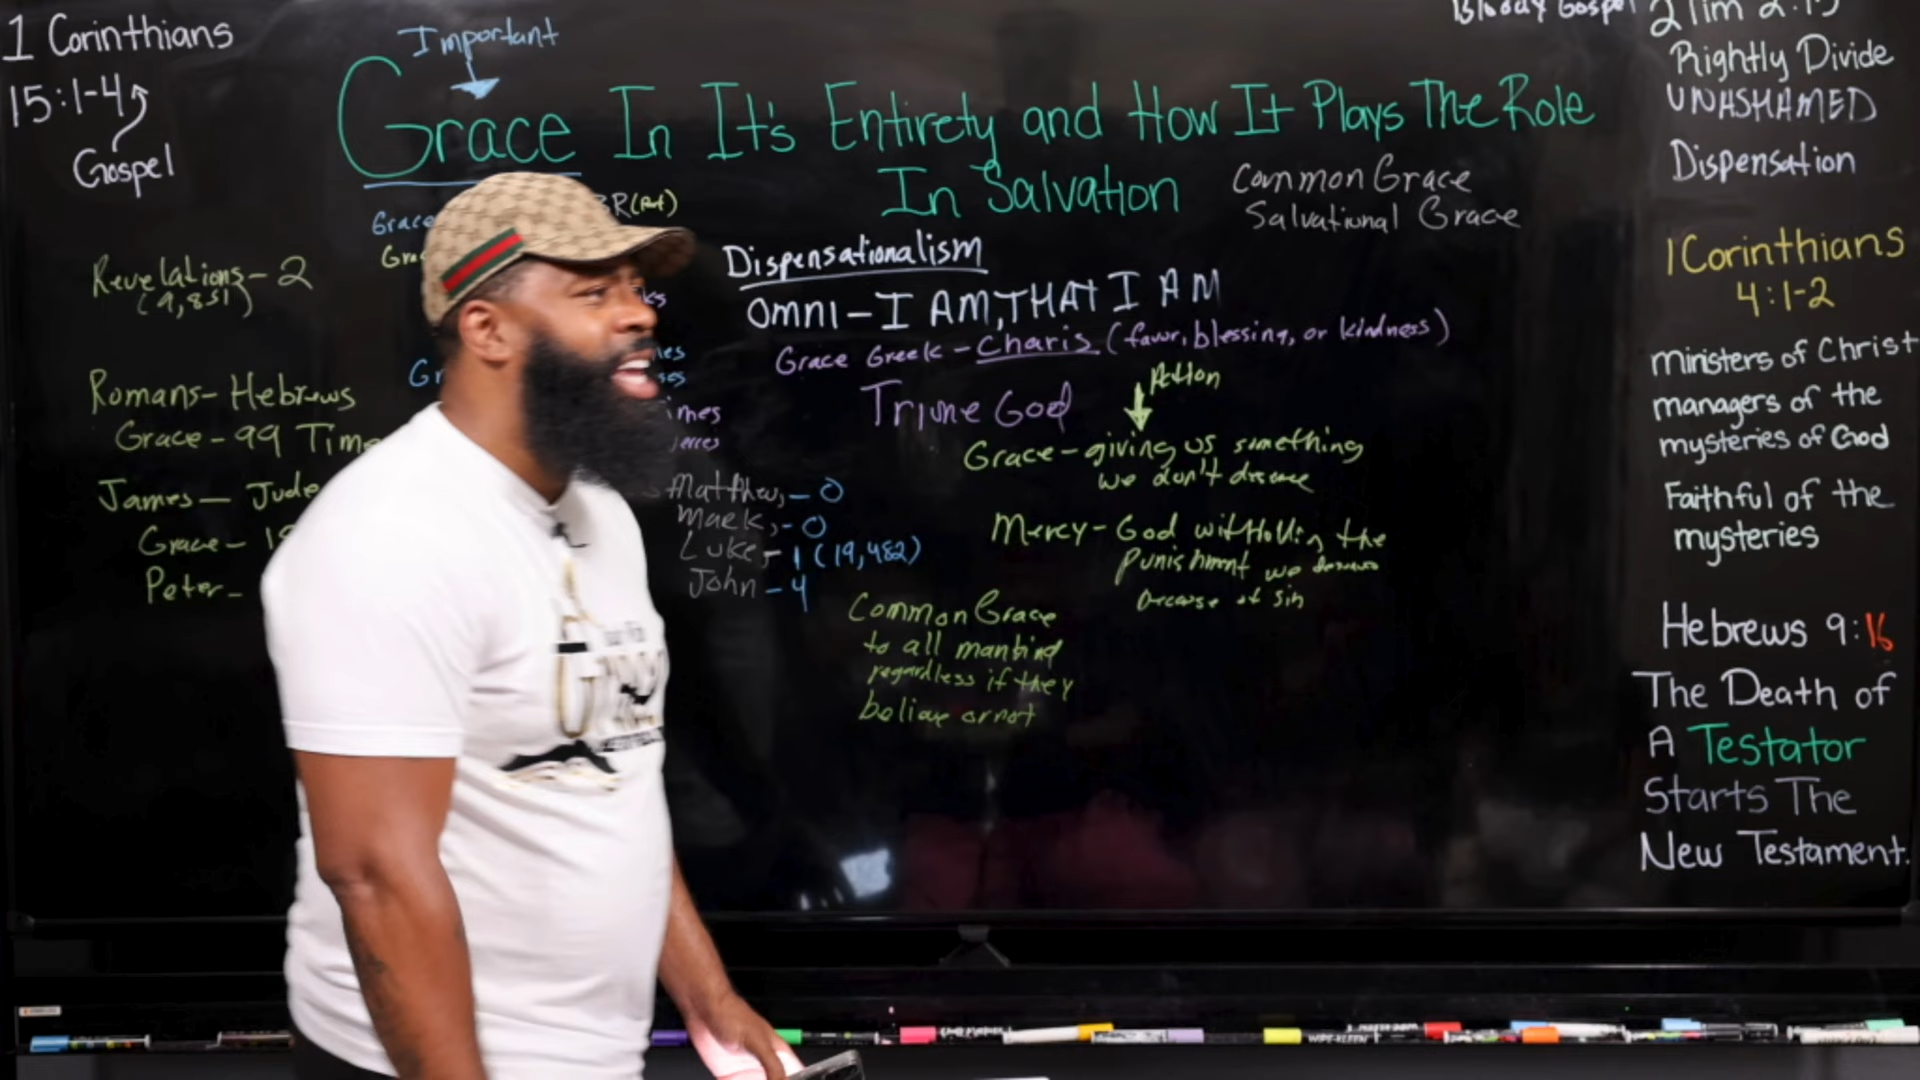 1 Corinthians
15:1-4
Gospel
Important
Grace In It's Entirety and How It Plays The Role
In Salvation
Common Grace
Salvational Grace
Grace
Revelations - 2
(9,851)
Romans - Hebrews
Grace - 99
James - Jude
Grace -
Peter -
Dispensationalism
OMNI - I AM, THAT I AM
Grace Greek - Charis (favor, blessing, or kindness)
Triune God
Action
Grace - giving us something
we don't
Mercy - God
the
punishment we
of sin
Matthew, - 0
Mark, - 0
Luke, - 1 (19,482)
John - 4
Common Grace
to all mankind
regardless if they
believe or not
Bloody Gospel
2 Tim 2:15
Rightly Divide
UNASHAMED
Dispensation
1 Corinthians
4:1-2
ministers of Christ
managers of the
mysteries of God
Faithful of the
mysteries
Hebrews 9:16
The Death of
A Testator
Starts The
New Testament.